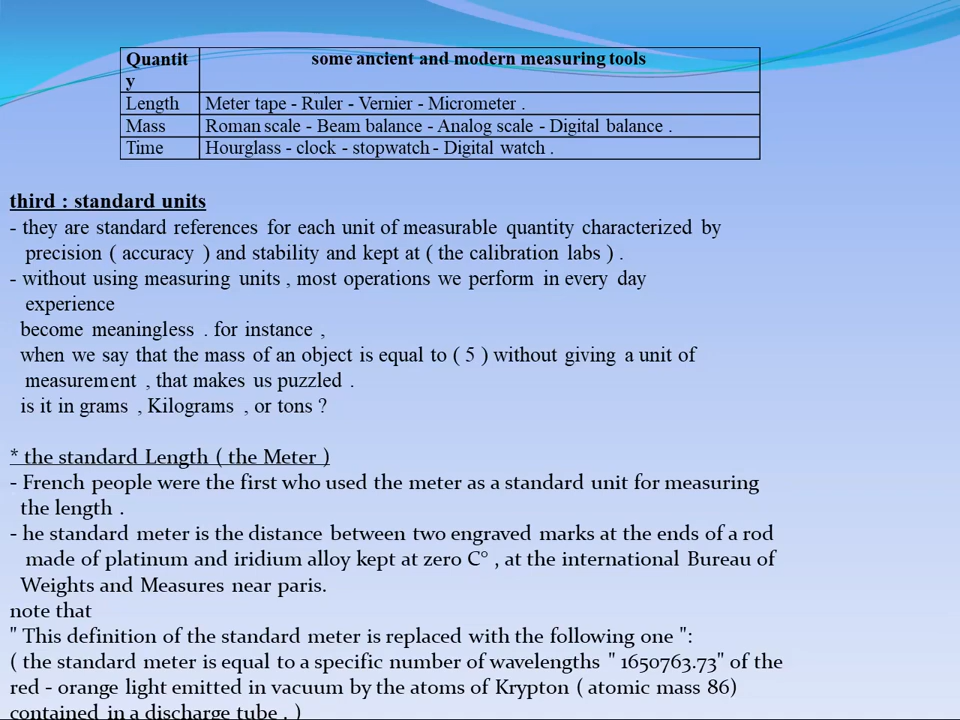 Quantit
y
some ancient and modern measuring tools
Length Meter tape - Ruler - Vernier - Micrometer .
Mass Roman scale - Beam balance - Analog scale - Digital balance .
Time Hourglass - clock - stopwatch - Digital watch .
third : standard units
- they are standard references for each unit of measurable quantity characterized by
precision ( accuracy ) and stability and kept at ( the calibration labs ) .
- without using measuring units , most operations we perform in every day
experience
become meaningless . for instance ,
when we say that the mass of an object is equal to ( 5 ) without giving a unit of
measurement , that makes us puzzled .
is it in grams , Kilograms , or tons ?
* the standard Length ( the Meter )
- French people were the first who used the meter as a standard unit for measuring
the length .
- he standard meter is the distance between two engraved marks at the ends of a rod
made of platinum and iridium alloy kept at zero C° , at the international Bureau of
Weights and Measures near paris.
note that
" This definition of the standard meter is replaced with the following one ":
( the standard meter is equal to a specific number of wavelengths " 1650763.73" of the
red - orange light emitted in vacuum by the atoms of Krypton ( atomic mass 86)
contained in a discharge tube . )